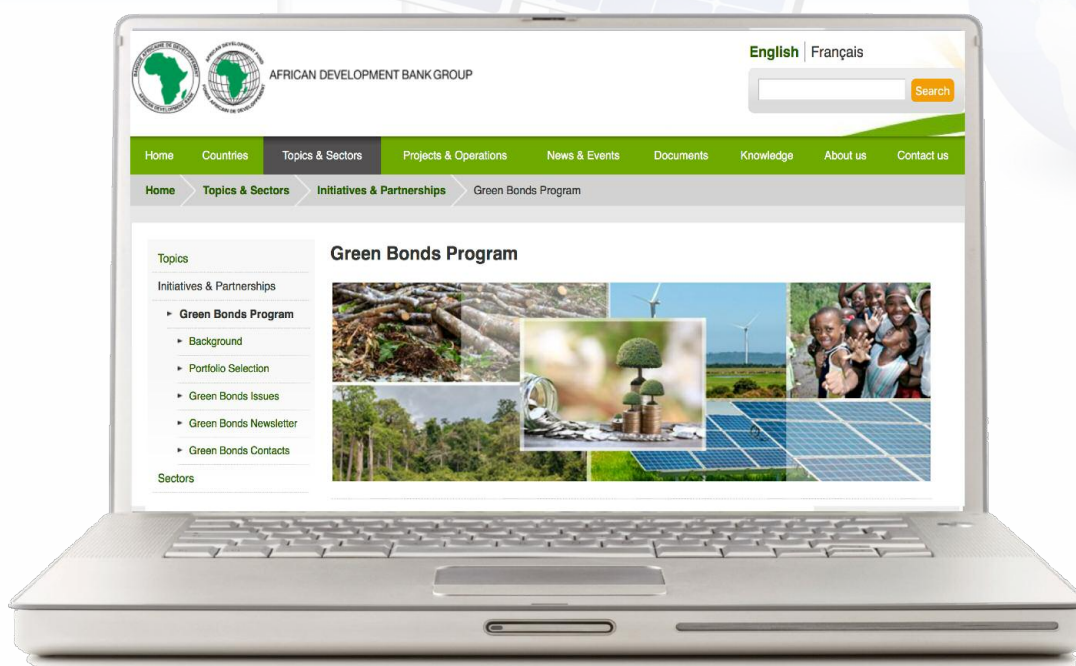 AFRICAN DEVELOPMENT BANK GROUP
English | Français
Search
Home Countries Topics & Sectors Projects & Operations News & Events Documents Knowledge About us Contact us
Home Topics & Sectors Initiatives & Partnerships Green Bonds Program
Topics
Initiatives & Partnerships
Green Bonds Program
Background
Portfolio Selection
Green Bonds Issues
Green Bonds Newsletter
Green Bonds Contacts
Sectors
Green Bonds Program